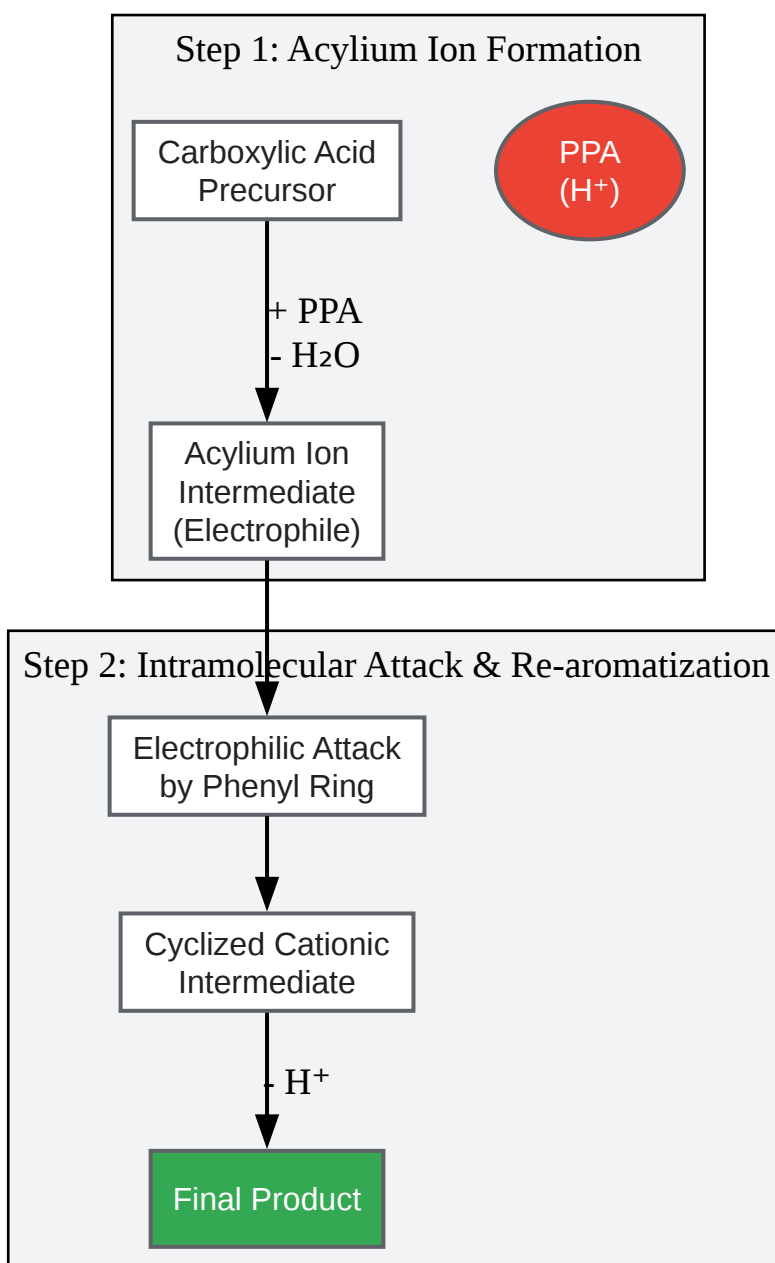 Step 1: Acylium Ion Formation
Carboxylic Acid
Precursor
PPA
(H⁺)
+ PPA
- H₂O
Acylium Ion
Intermediate
(Electrophile)
Step 2: Intramolecular Attack & Re-aromatization
Electrophilic Attack
by Phenyl Ring
Cyclized Cationic
Intermediate
- H⁺
Final Product